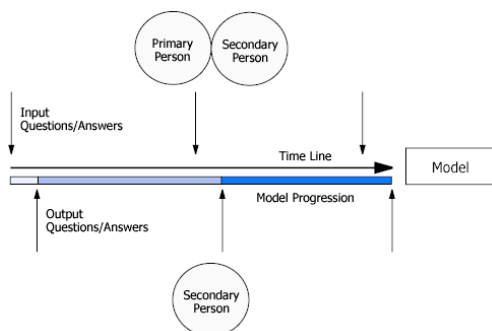 Primary
Person
Secondary
Person
Input
Questions/Answers
Time Line
Model
Model Progression
Output
Questions/Answers
Secondary
Person